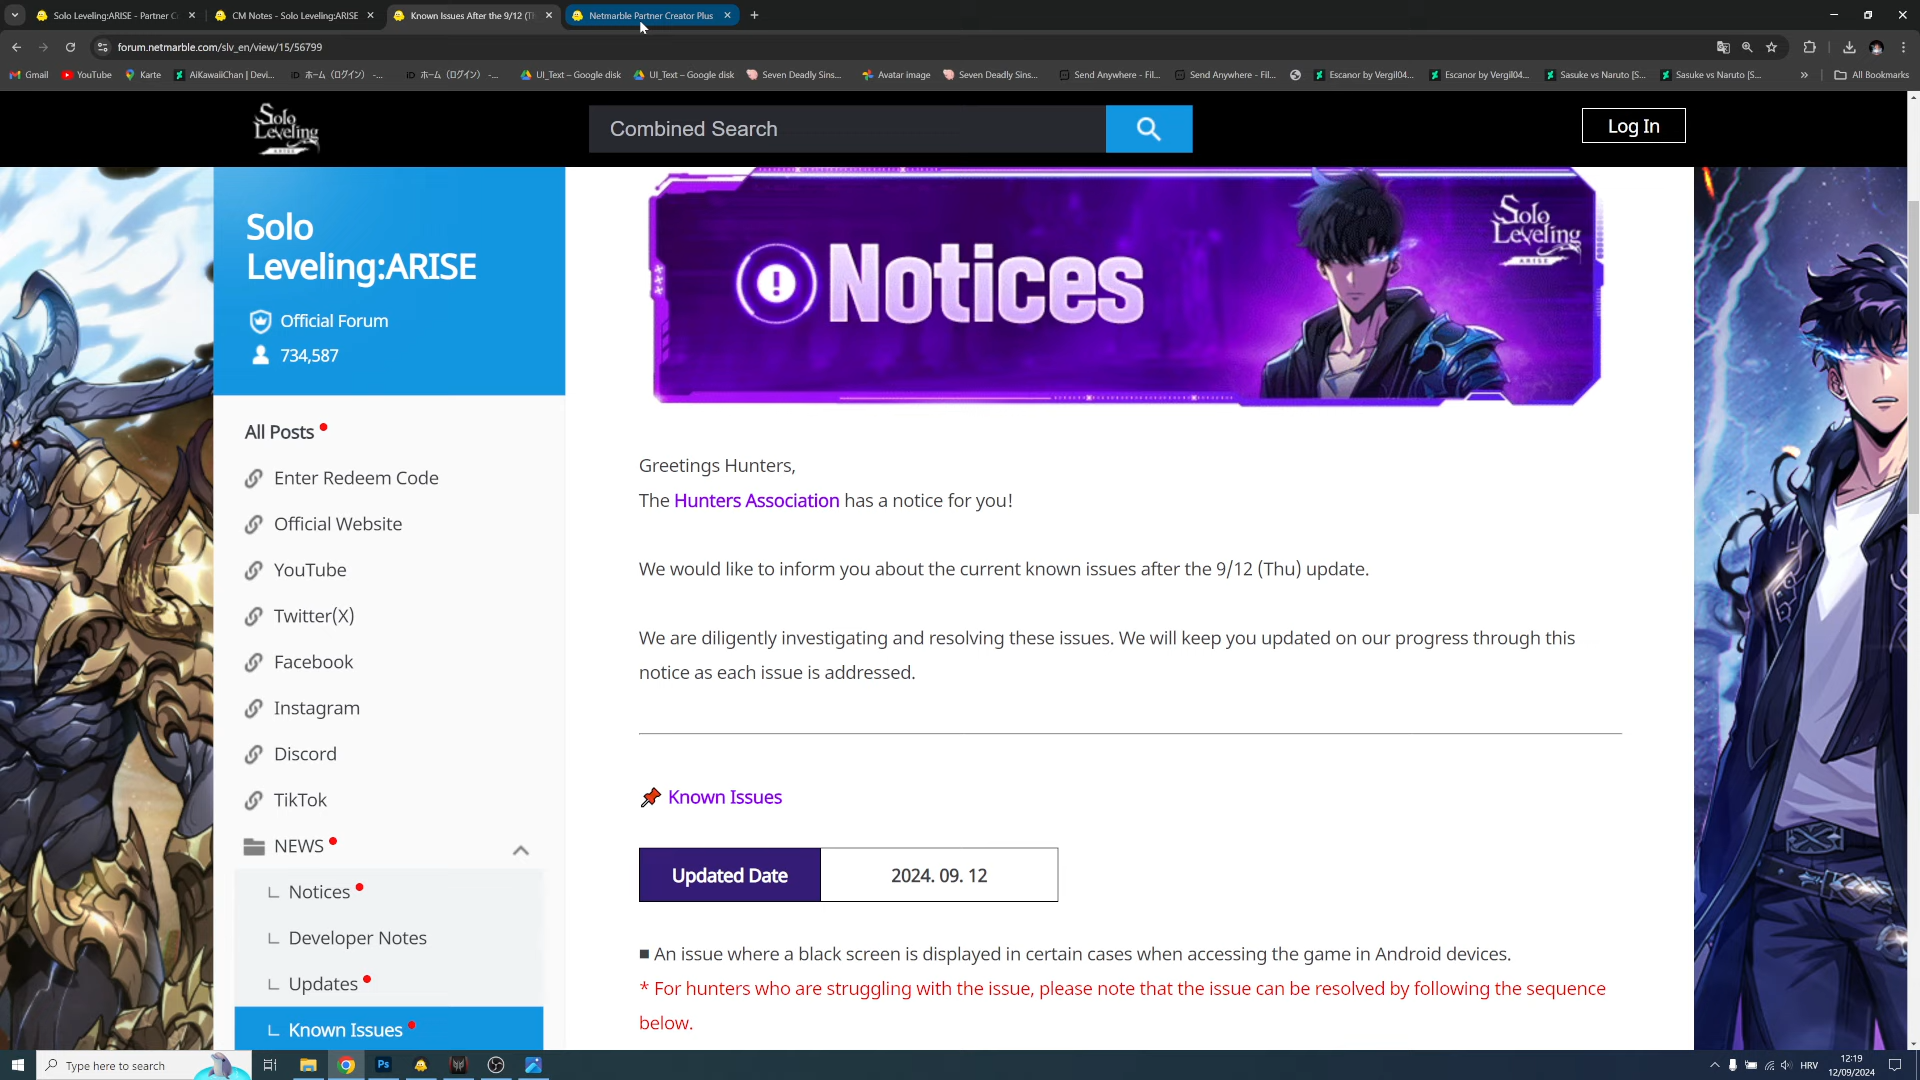 Solo Leveling:ARISE - Partner C
CM Notes - Solo Leveling:ARISE
Known Issues After the 9/12 (Th
Netmarble Partner Creator Plus
forum.netmarble.com/slv_en/view/15/56799
Gmail
YouTube
Karte
AiKawaiiChan | Devi...
ホーム（ログイン） -...
ホーム（ログイン） -...
UI_Text – Google disk
UI_Text – Google disk
Seven Deadly Sins...
Avatar image
Seven Deadly Sins...
Send Anywhere - Fil...
Send Anywhere - Fil...
Escanor by Vergil04...
Escanor by Vergil04...
Sasuke vs Naruto [S...
Sasuke vs Naruto [S...
All Bookmarks
Solo
Leveling
ARISE
Combined Search
Log In
Solo
Leveling:ARISE
Official Forum
734,587
All Posts
Enter Redeem Code
Official Website
YouTube
Twitter(X)
Facebook
Instagram
Discord
TikTok
NEWS
Notices
Developer Notes
Updates
Known Issues
Notices
Solo
Leveling
ARISE
Greetings Hunters,
The Hunters Association has a notice for you!
We would like to inform you about the current known issues after the 9/12 (Thu) update.
We are diligently investigating and resolving these issues. We will keep you updated on our progress through this
notice as each issue is addressed.
📌 Known Issues
Updated Date
2024. 09. 12
■ An issue where a black screen is displayed in certain cases when accessing the game in Android devices.
* For hunters who are struggling with the issue, please note that the issue can be resolved by following the sequence
below.
Type here to search
Ps
HRV
12:19
12/09/2024